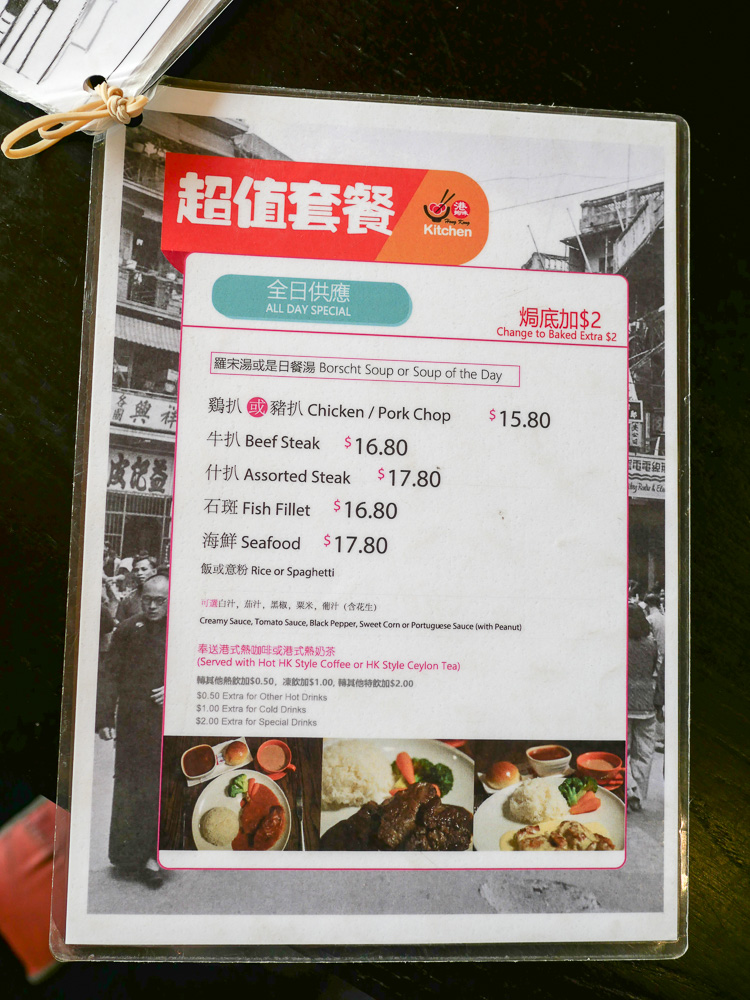 超值套餐
港
Hong Kong
Kitchen
全日供應
ALL DAY SPECIAL
焗底加$2
Change to Baked Extra $2
羅宋湯或是日餐湯 Borscht Soup or Soup of the Day
鷄扒 或 豬扒 Chicken / Pork Chop $15.80
牛扒 Beef Steak $16.80
什扒 Assorted Steak $17.80
石斑 Fish Fillet $16.80
海鮮 Seafood $17.80
飯或意粉 Rice or Spaghetti
可選白汁, 茄汁, 黑椒, 粟米, 葡汁 (含花生)
Creamy Sauce, Tomato Sauce, Black Pepper, Sweet Corn or Portuguese Sauce (with Peanut)
奉送港式熱咖啡或港式熱奶茶
(Served with Hot HK Style Coffee or HK Style Ceylon Tea)
轉其他熱飲加$0.50, 凍飲加$1.00, 轉其他特飲加$2.00
$0.50 Extra for Other Hot Drinks
$1.00 Extra for Cold Drinks
$2.00 Extra for Special Drinks
祥興
皮記益